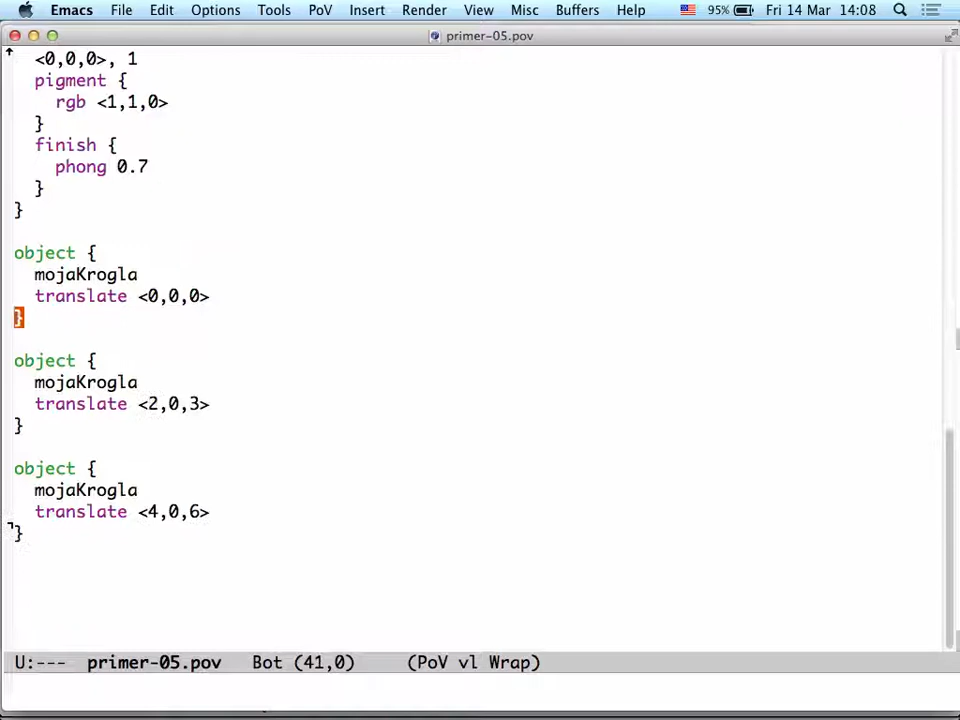 Emacs File Edit Options Tools PoV Insert Render View Misc Buffers Help 95% Fri 14 Mar 14:08
primer-05.pov
<0,0,0>, 1
pigment {
rgb <1,1,0>
}
finish {
phong 0.7
}
}
object {
mojaKrogla
translate <0,0,0>
}
object {
mojaKrogla
translate <2,0,3>
}
object {
mojaKrogla
translate <4,0,6>
}
U:--- primer-05.pov Bot (41,0) (PoV vl Wrap)